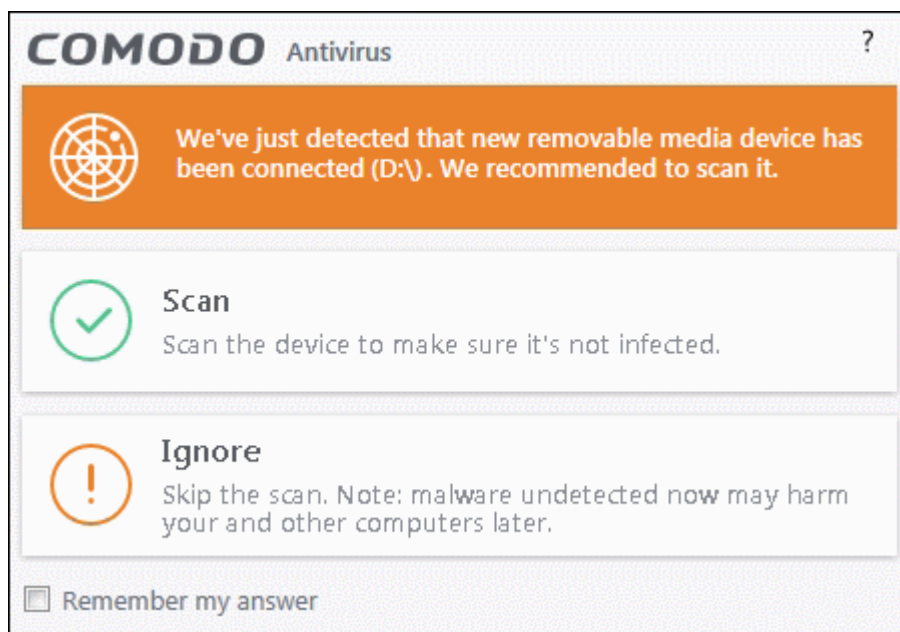 COMODO Antivirus ?
We've just detected that new removable media device has
been connected (D:\). We recommended to scan it.
Scan
Scan the device to make sure it's not infected.
Ignore
Skip the scan. Note: malware undetected now may harm
your and other computers later.
Remember my answer